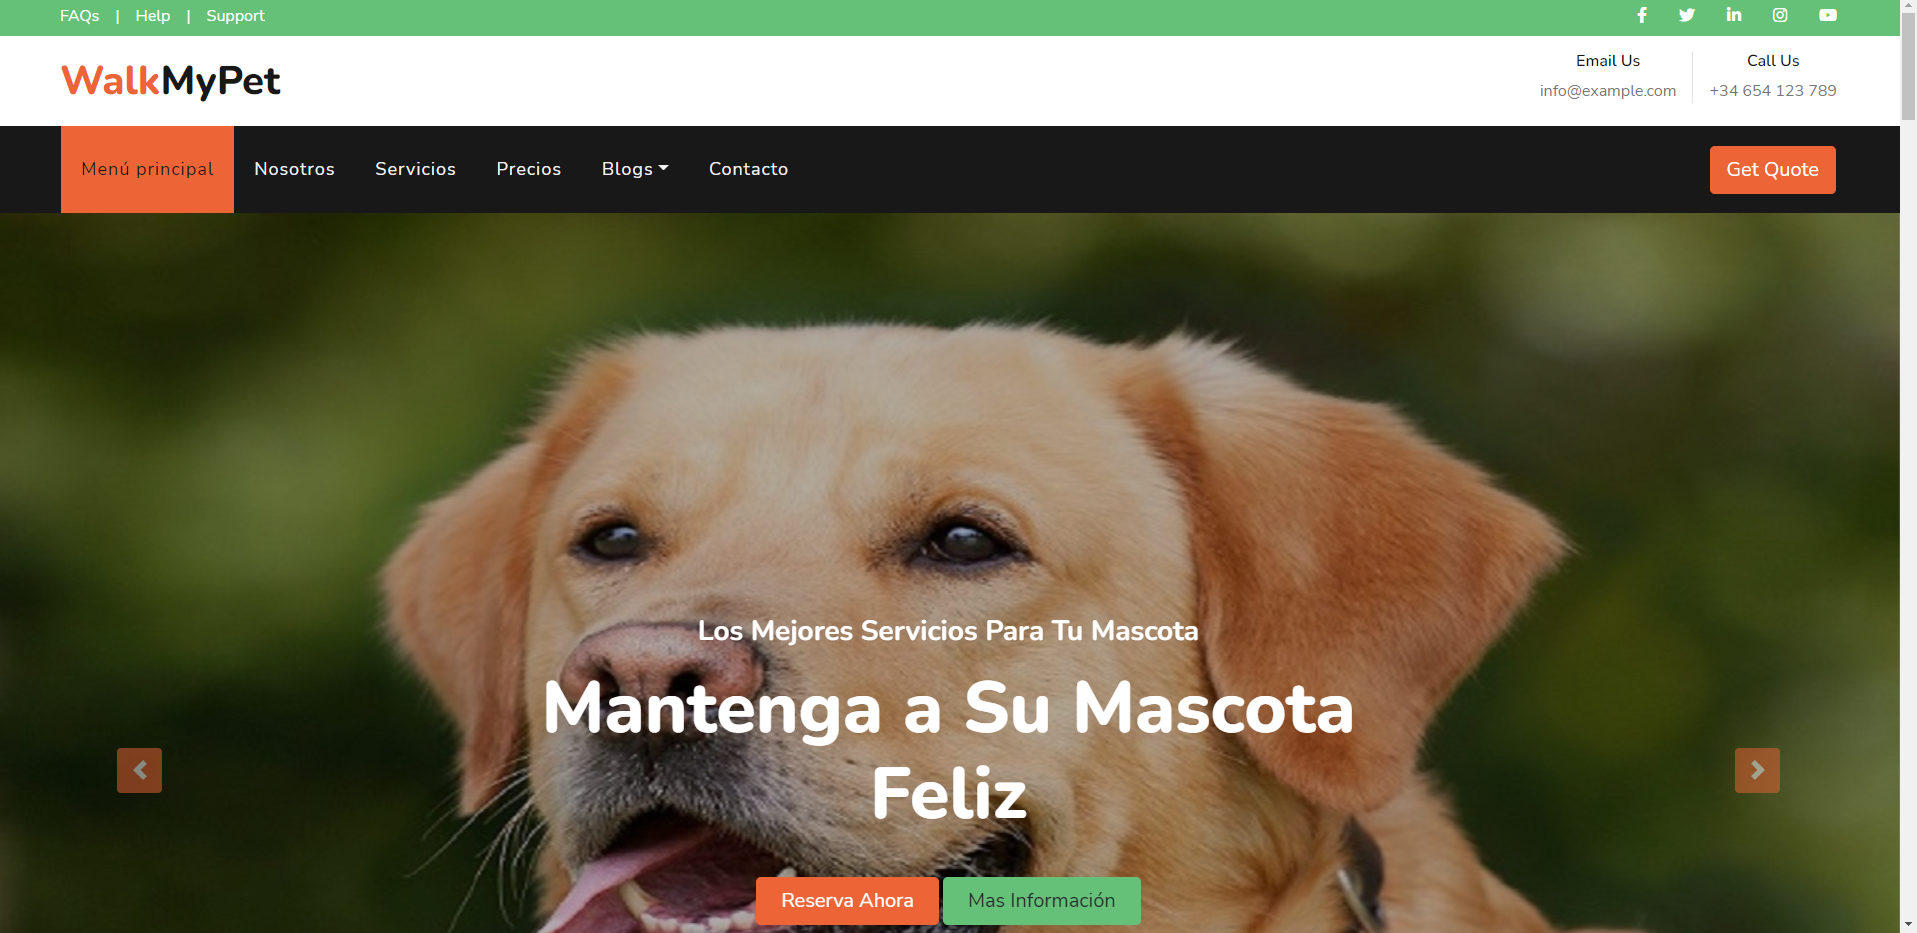 FAQs | Help | Support
WalkMyPet
Email Us
info@example.com
Call Us
+34 654 123 789
Menú principal
Nosotros
Servicios
Precios
Blogs
Contacto
Get Quote
Los Mejores Servicios Para Tu Mascota
Mantenga a Su Mascota
Feliz
Reserva Ahora
Mas Información